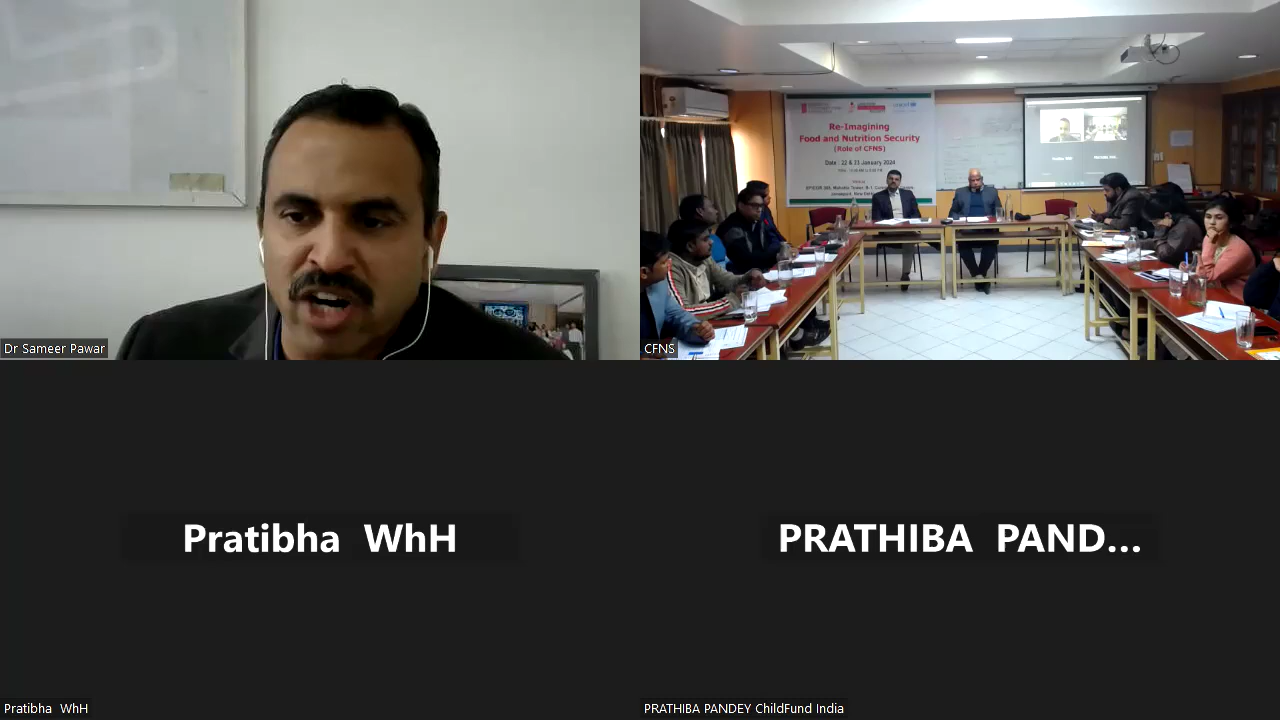 Dr Sameer Pawar
Re-Imagining
Food and Nutrition Security
(Role of CFNS)
Date : 22 & 23 January 2024
CFNS
Pratibha WhH
PRATHIBA PAND...
Pratibha WhH
PRATHIBA PANDEY ChildFund India